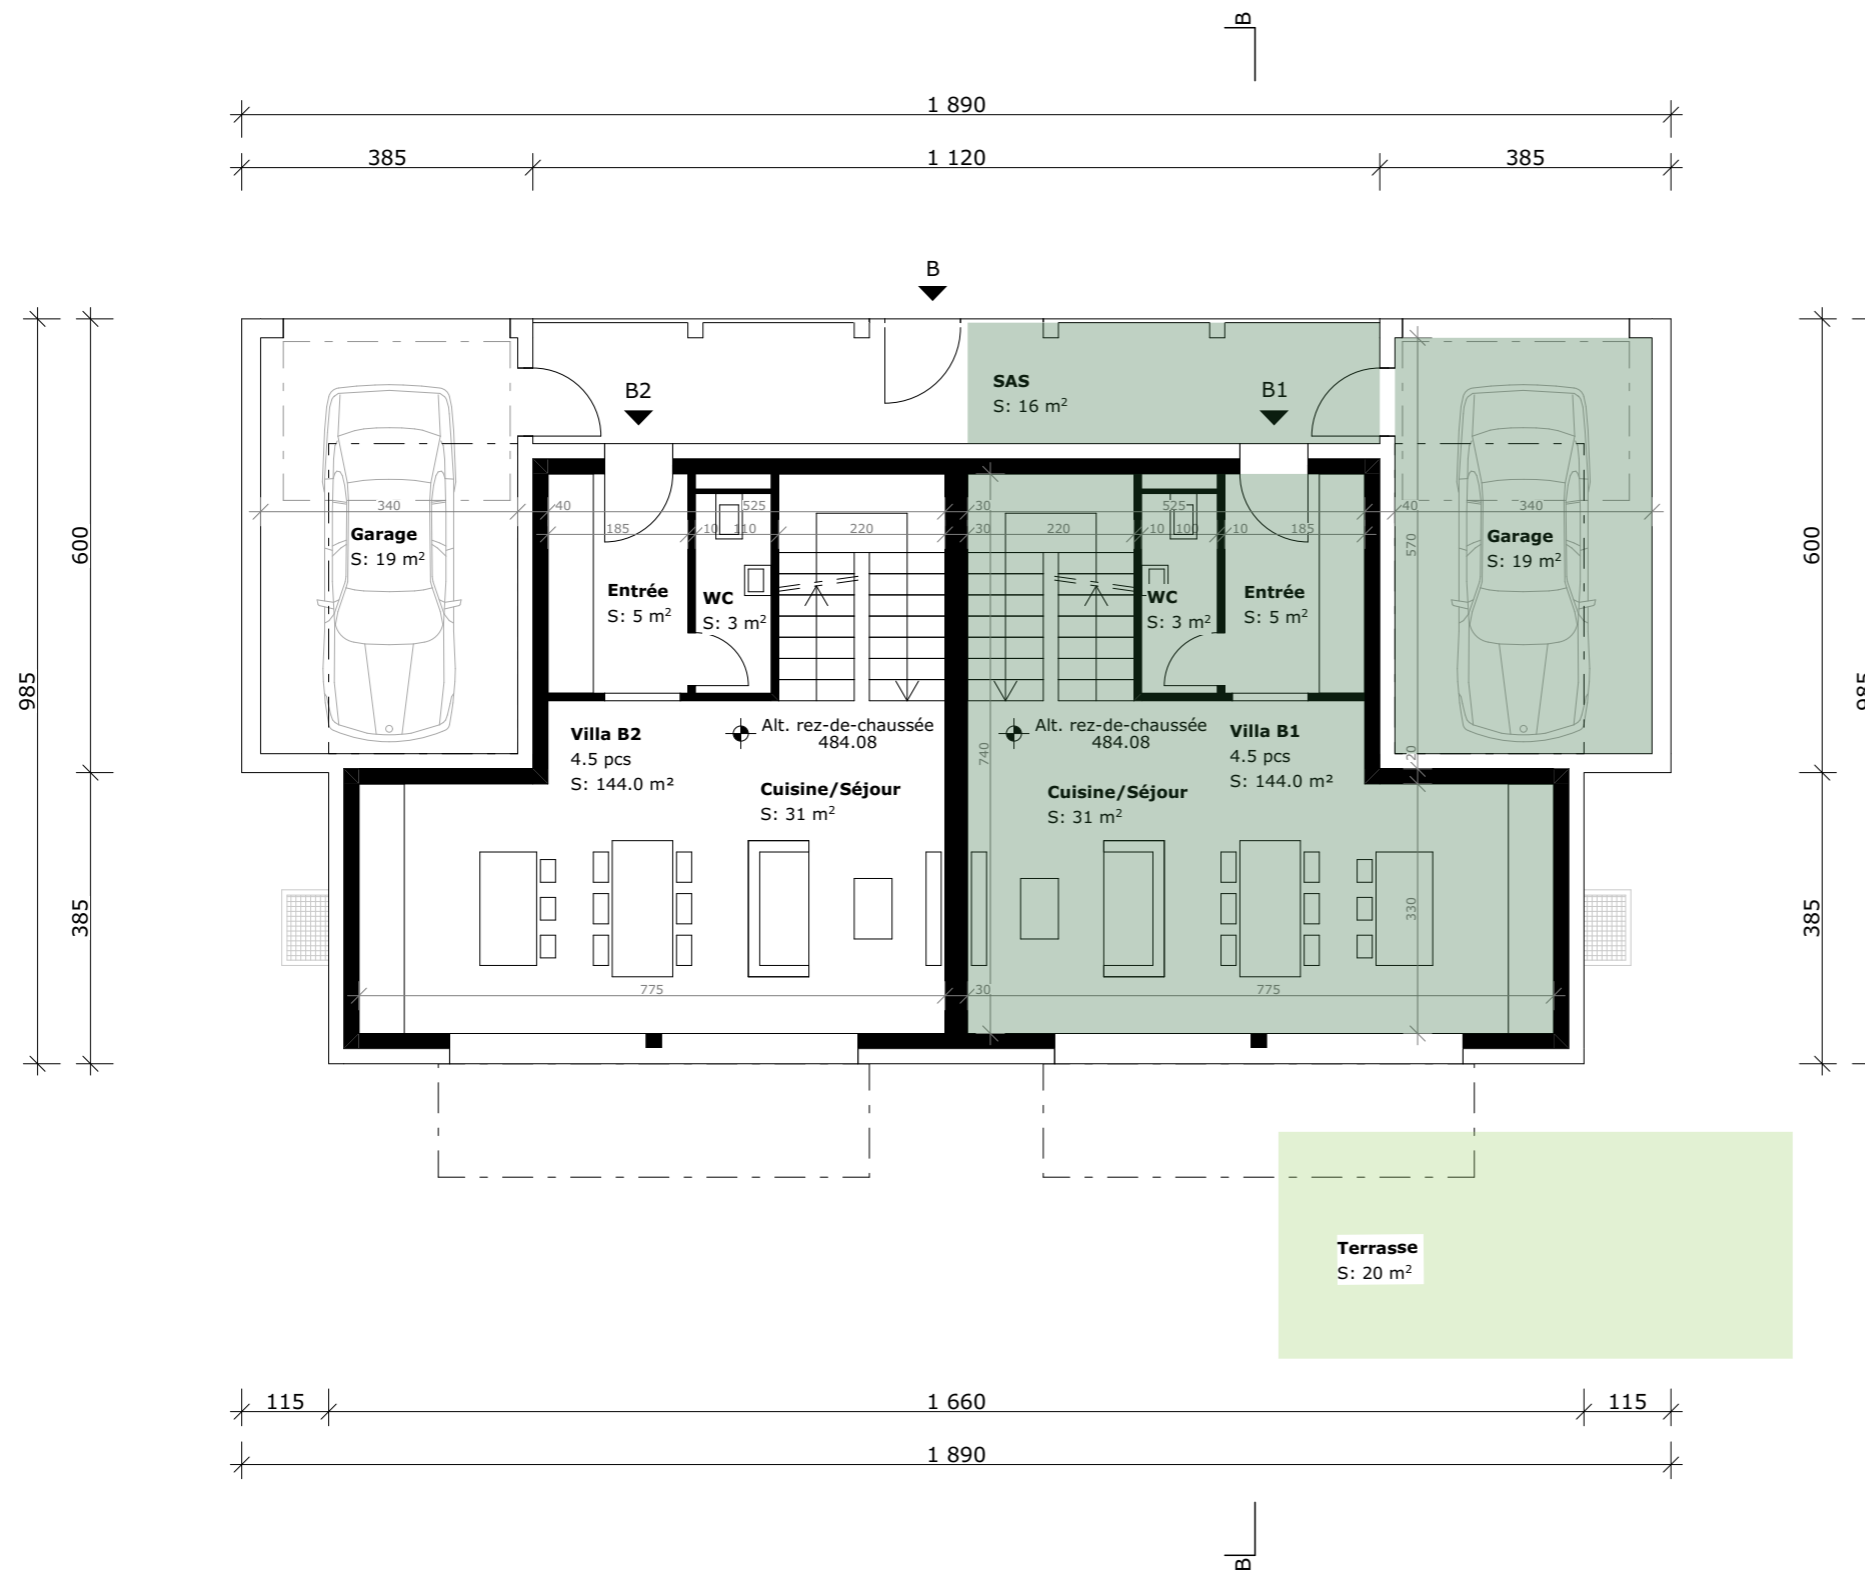 B
1 890
385
1 120
385
B
B2
B1
SAS
S: 16 m²
985
600
385
600
385
985
340
40
525
30
525
40
340
185
10
110
220
30
220
10
100
10
185
570
Garage
S: 19 m²
Entrée
S: 5 m²
WC
S: 3 m²
WC
S: 3 m²
Entrée
S: 5 m²
Garage
S: 19 m²
Villa B2
4.5 pcs
S: 144.0 m²
Alt. rez-de-chaussée
484.08
Cuisine/Séjour
S: 31 m²
Alt. rez-de-chaussée
484.08
Villa B1
4.5 pcs
S: 144.0 m²
Cuisine/Séjour
S: 31 m²
740
20
330
775
30
775
Terrasse
S: 20 m²
115
1 660
115
1 890
B